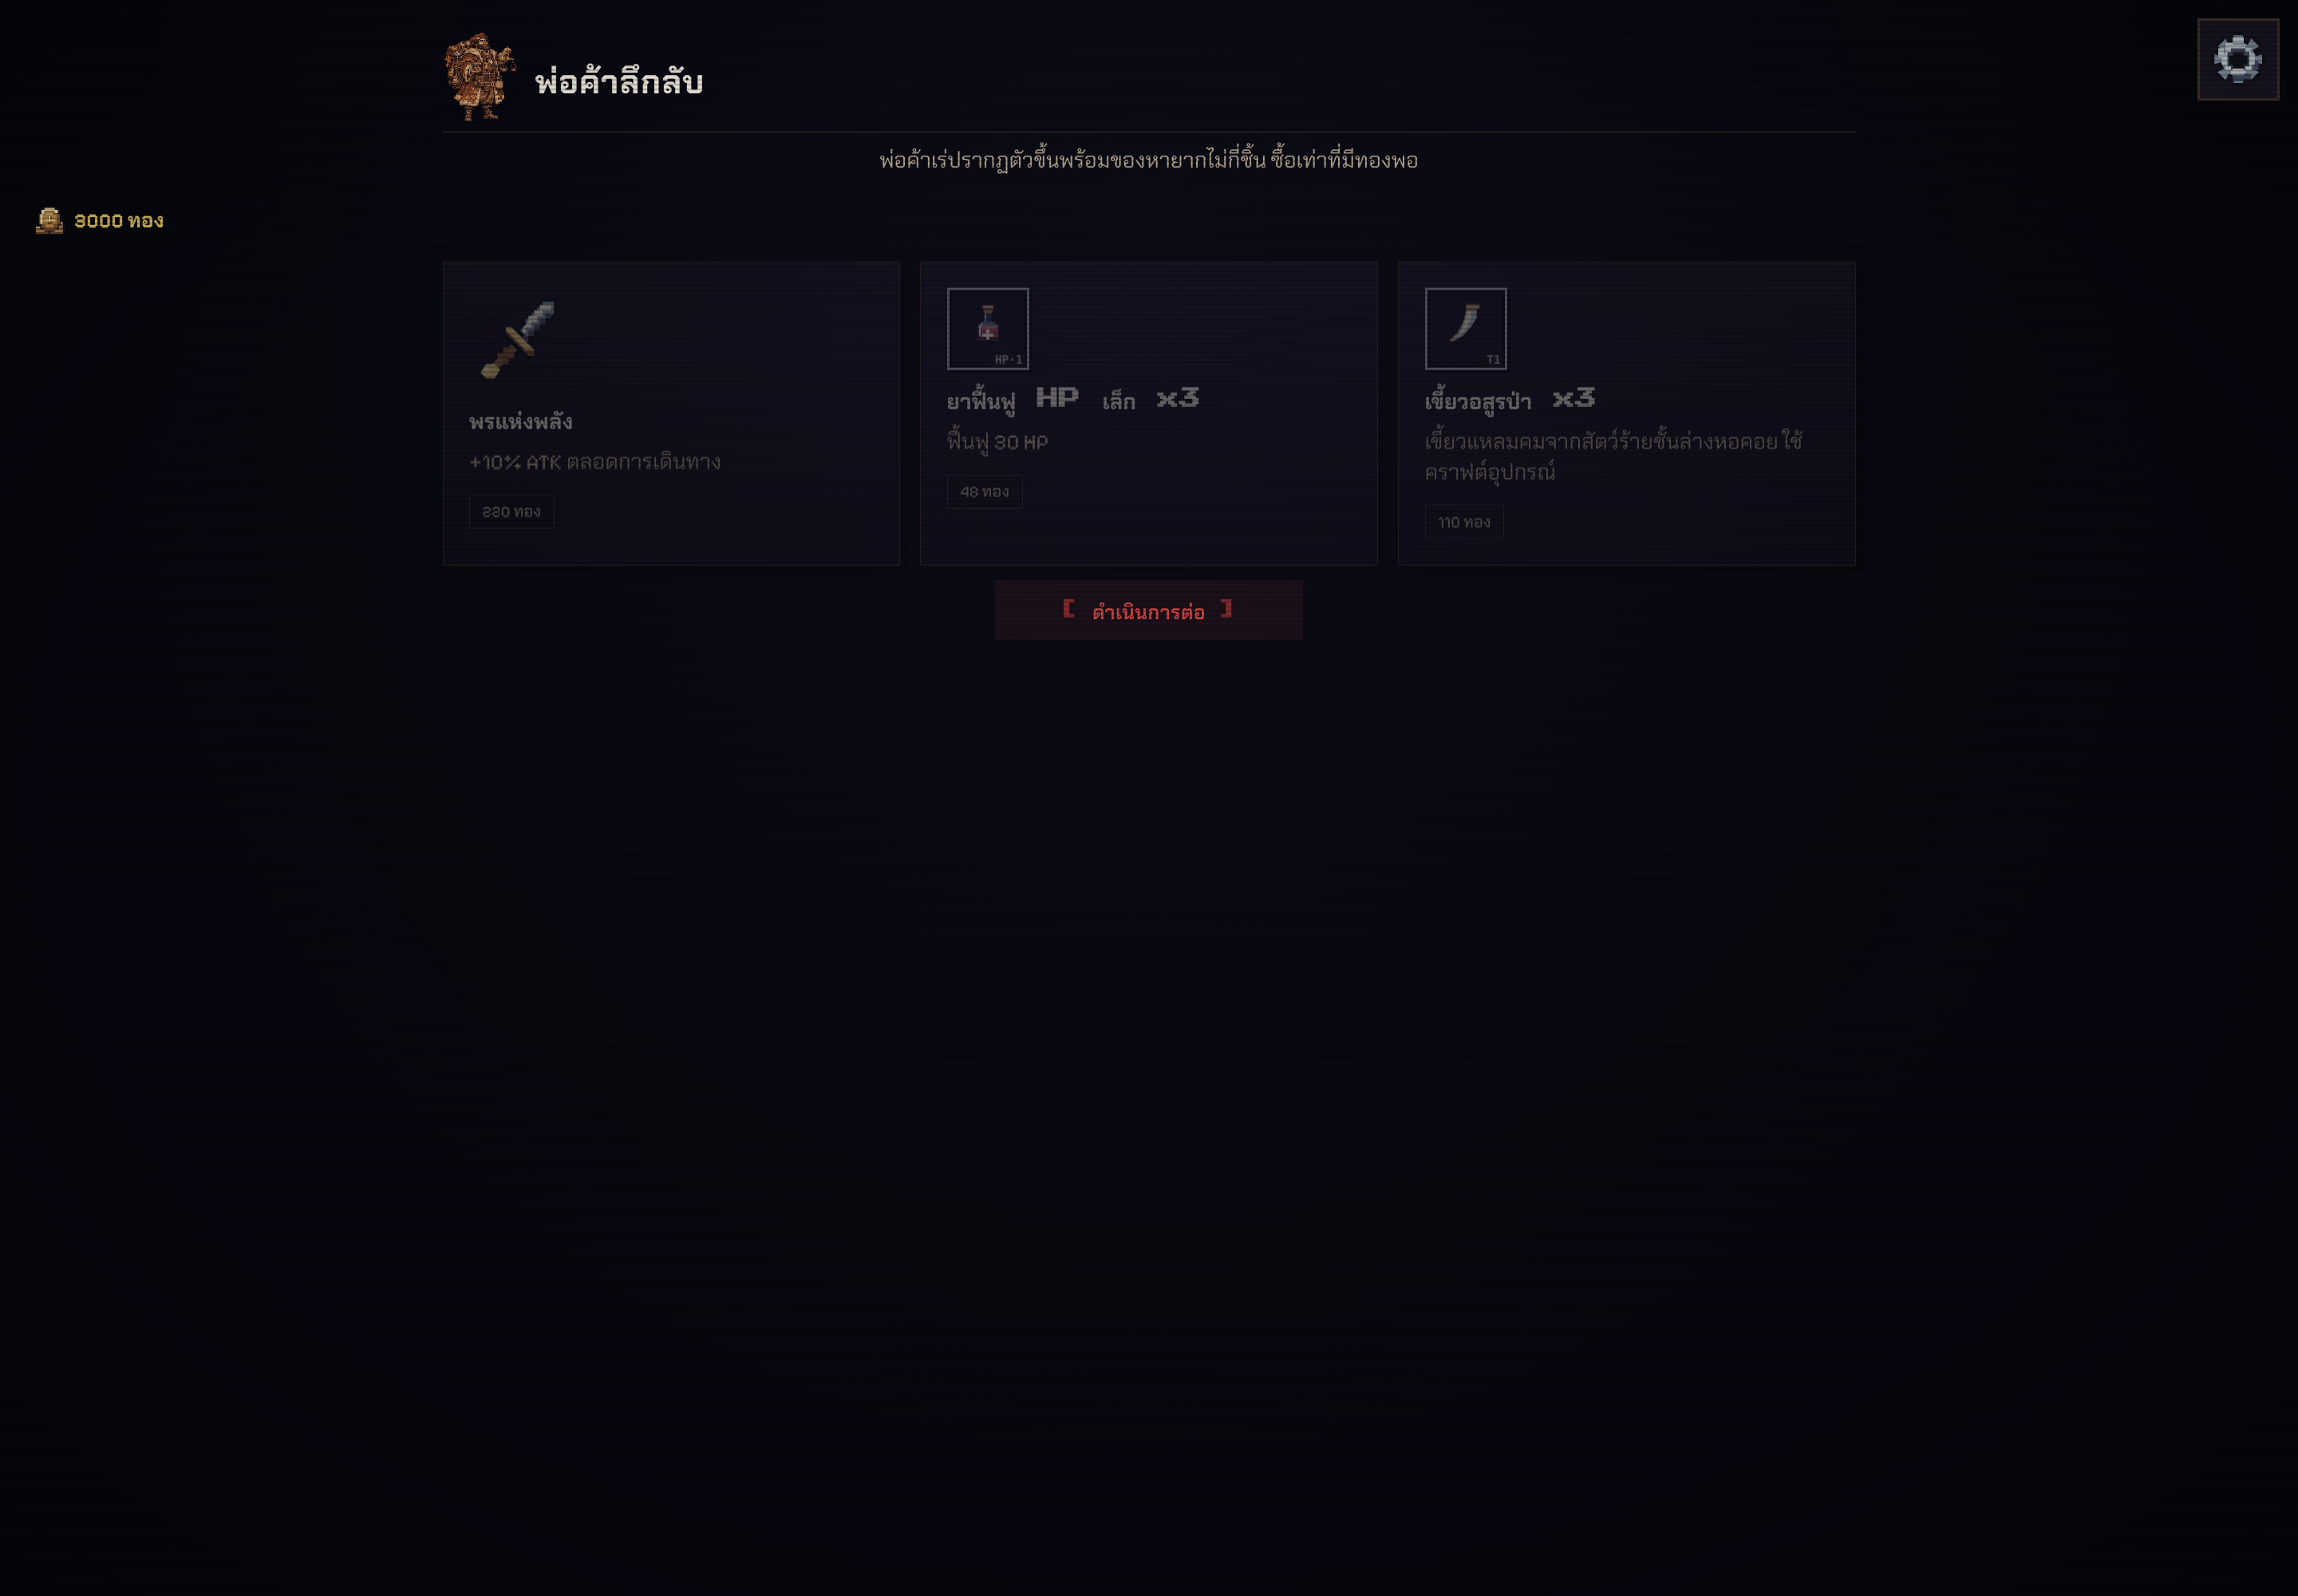 พ่อค้าลึกลับ
พ่อค้าเร่ปรากฏตัวขึ้นพร้อมของหายากไม่กี่ชิ้น ซื้อเท่าที่มีทองพอ
3000 ทอง
พรแห่งพลัง
+10% ATK ตลอดการเดินทาง
880 ทอง
HP·1
ยาฟื้นฟู HP เล็ก x3
ฟื้นฟู 30 HP
48 ทอง
T1
เขี้ยวอสูรป่า x3
เขี้ยวแหลมคมจากสัตว์ร้ายชั้นล่างหอคอย ใช้
คราฟต์อุปกรณ์
110 ทอง
[ ดำเนินการต่อ ]